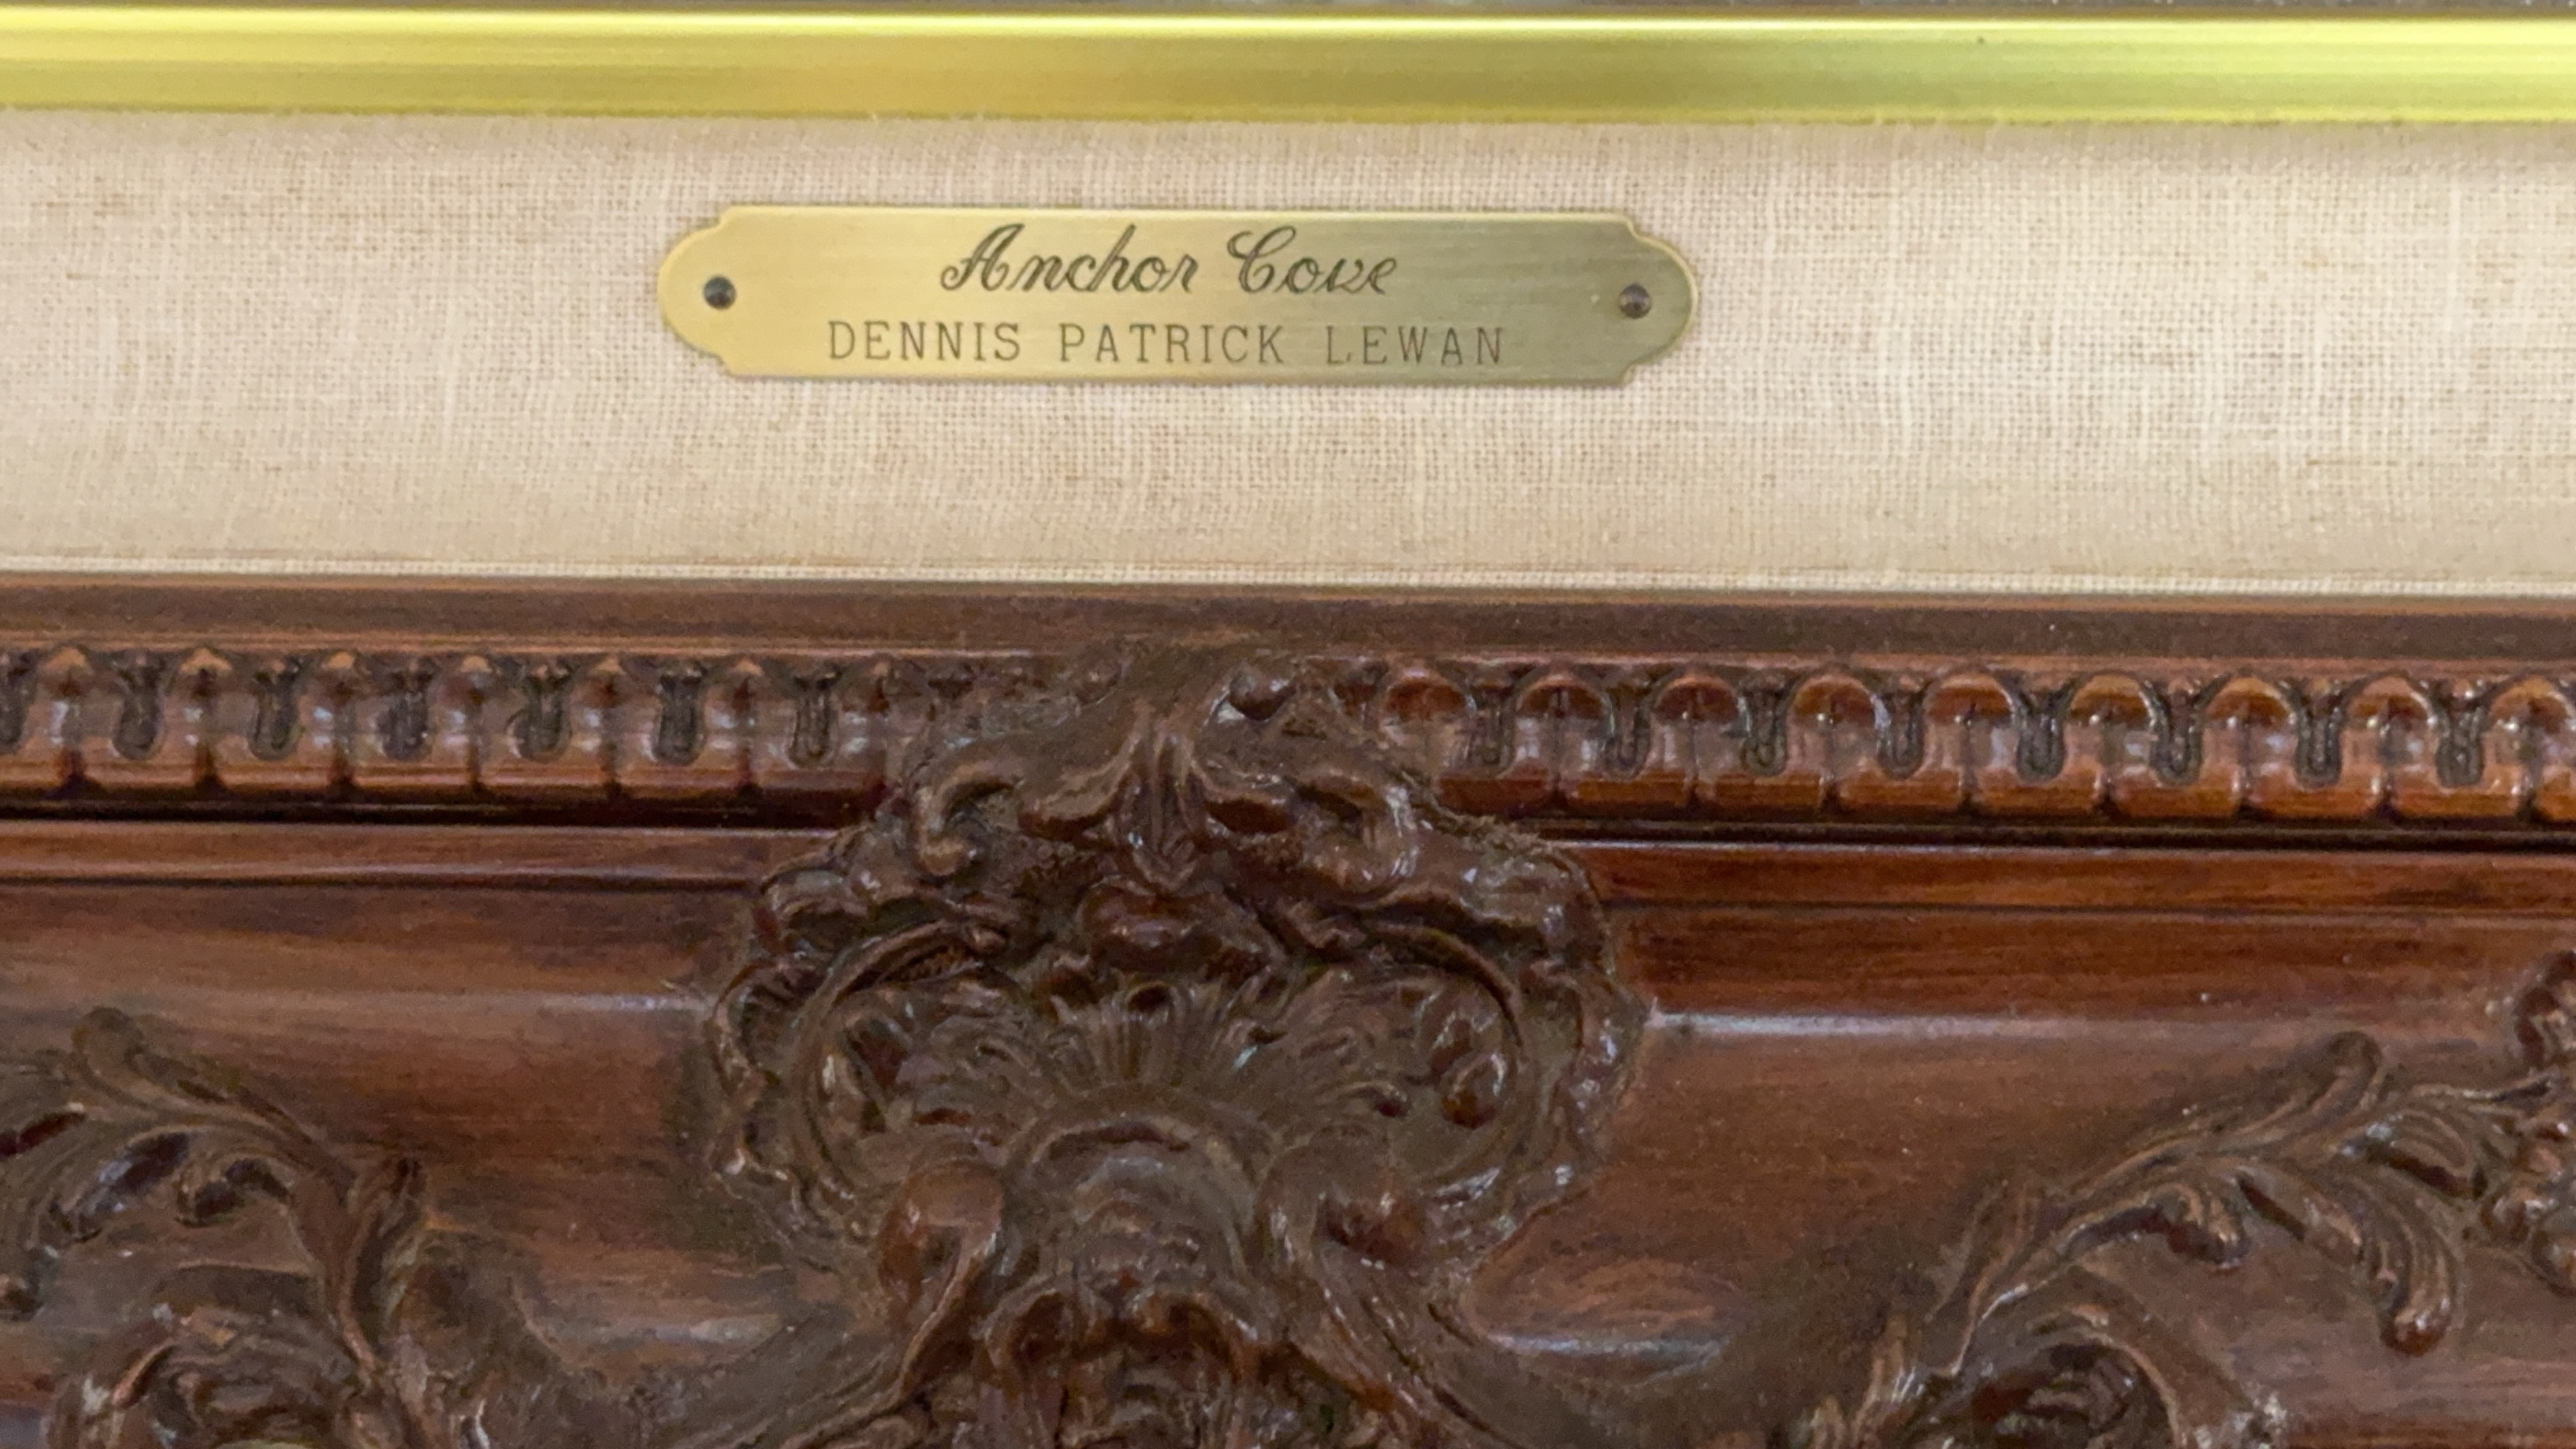 Anchor Cove
DENNIS PATRICK LEWAN